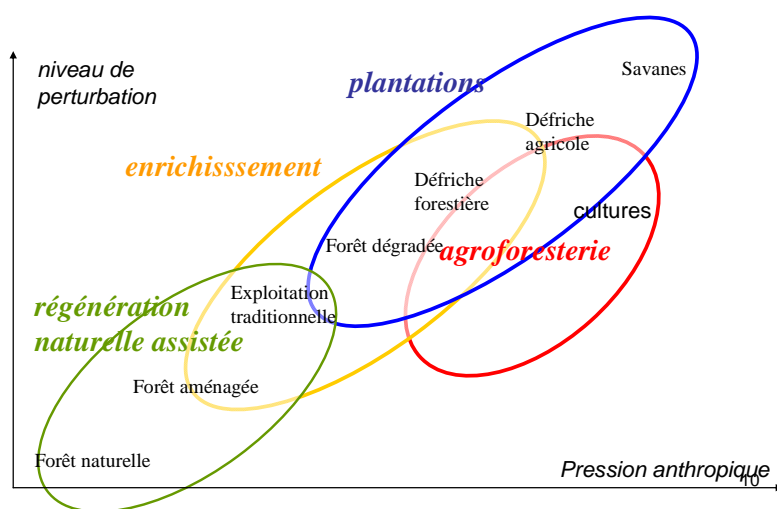 niveau de
perturbation
plantations
Savanes
enrichisssement
Défriche
agricole
Défriche
forestière
cultures
Forêt dégradée
agroforesterie
régénération
naturelle assistée
Exploitation
traditionnelle
Forêt aménagée
Forêt naturelle
Pression anthropique
10